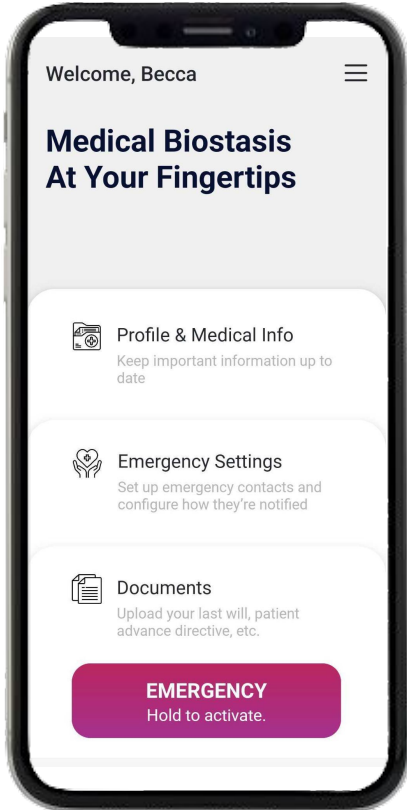 Welcome, Becca
Medical Biostasis
At Your Fingertips
Profile & Medical Info
Keep important information up to
date
Emergency Settings
Set up emergency contacts and
configure how they're notified
Documents
Upload your last will, patient
advance directive, etc.
EMERGENCY
Hold to activate.